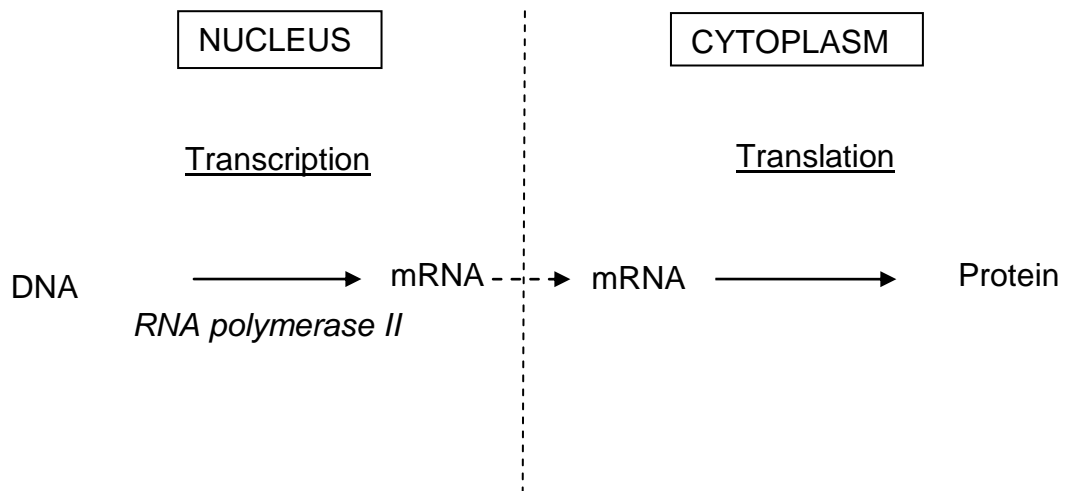 NUCLEUS
CYTOPLASM
Transcription
Translation
DNA
mRNA
mRNA
Protein
RNA polymerase II